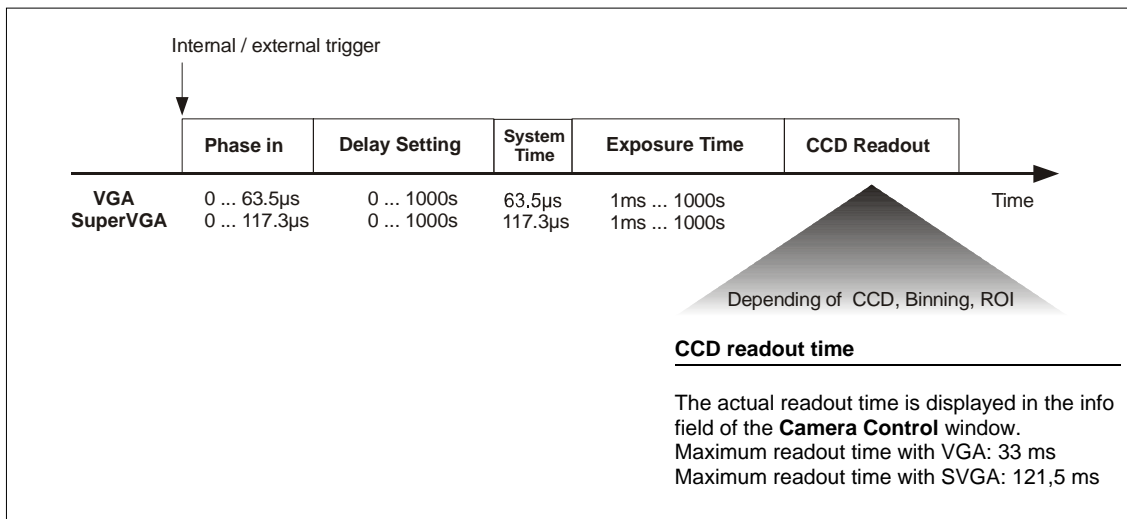 Internal / external trigger
Phase in
Delay Setting
System
Time
Exposure Time
CCD Readout
VGA 0 ... 63.5µs 0 ... 1000s 63.5µs 1ms ... 1000s Time
SuperVGA 0 ... 117.3µs 0 ... 1000s 117.3µs 1ms ... 1000s
Depending of CCD, Binning, ROI
CCD readout time
The actual readout time is displayed in the info
field of the Camera Control window.
Maximum readout time with VGA: 33 ms
Maximum readout time with SVGA: 121,5 ms